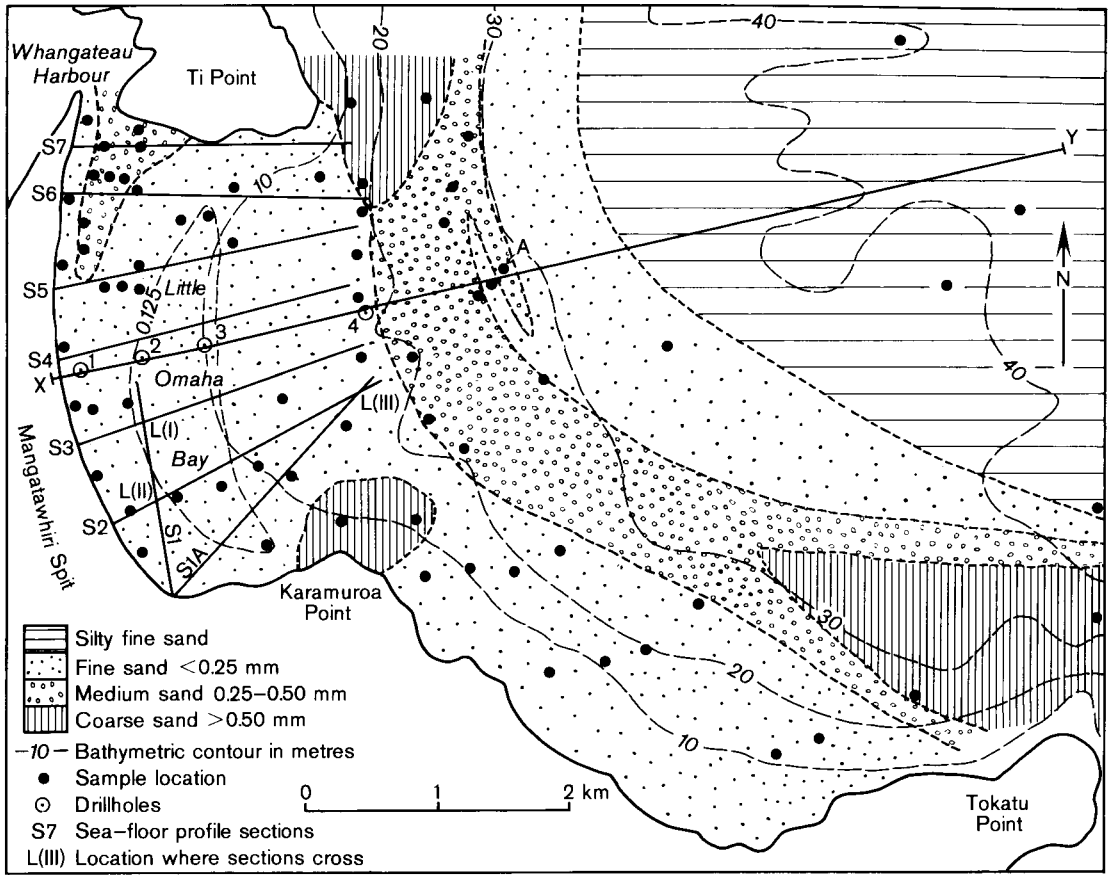 Whangateau
Harbour
Ti Point
20
30
40
S7
S6
10
Y
A
N
S5
Little
0.125
3
4
2
1
S4
X
Omaha
40
S3
L(I)
L(III)
Bay
Mangatawhiri Spit
L(II)
S2
S1
S1A
Karamuroa
Point
30
20
10
Tokatu
Point
Silty fine sand
Fine sand <0.25 mm
Medium sand 0.25–0.50 mm
Coarse sand >0.50 mm
–10– Bathymetric contour in metres
Sample location
Drillholes
S7 Sea–floor profile sections
L(III) Location where sections cross
0 1 2 km